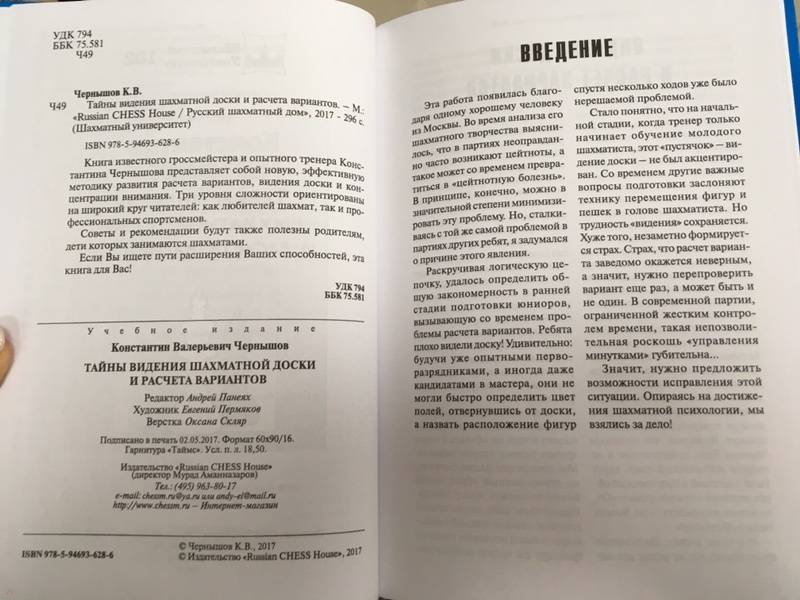 УДК 794
ББК 75.581
Ч49
Чернышов К.В.
Ч49 Тайны видения шахматной доски и расчета вариантов. – М.:
«Russian CHESS House / Русский шахматный дом», 2017 - 296 с.
(Шахматный университет)
ISBN 978-5-94693-628-6
Книга известного гроссмейстера и опытного тренера Конс-
тантина Чернышова представляет собой новую, эффективную
методику развития расчета вариантов, видения доски и кон-
центрации внимания. Три уровня сложности ориентированы
на широкий круг читателей: как любителей шахмат, так и про-
фессиональных спортсменов.
Советы и рекомендации будут также полезны родителям,
дети которых занимаются шахматами.
Если Вы ищете пути расширения Ваших способностей, эта
книга для Вас!
УДК 794
ББК 75.581
Учебное издание
Константин Валерьевич Чернышов
ТАЙНЫ ВИДЕНИЯ ШАХМАТНОЙ ДОСКИ
И РАСЧЕТА ВАРИАНТОВ
Редактор Андрей Панеях
Художник Евгений Пермяков
Верстка Оксана Скляр
Подписано в печать 02.05.2017. Формат 60x90/16.
Гарнитура «Таймс». Усл. п. л. 18,50.
Издательство «Russian CHESS House»
(директор Мурад Аманназаров)
Тел.: (495) 963-80-17
e-mail: chessm.ru@ya.ru или andy-el@mail.ru
http://www.chessm.ru – Интернет-магазин
ISBN 978-5-94693-628-6
© Чернышов К.В., 2017
© Издательство «Russian CHESS House», 2017
ВВЕДЕНИЕ
Эта работа появилась благо-
даря одному хорошему человеку
из Москвы. Во время анализа его
шахматного творчества выясни-
лось, что в партиях неоправдан-
но часто возникают цейтноты, а
такое может со временем превра-
титься в «цейтнотную болезнь».
В принципе, конечно, можно в
значительной степени минимизи-
ровать эту проблему. Но, сталки-
ваясь с той же самой проблемой в
партиях других ребят, я задумался
о причине этого явления.
Раскручивая логическую це-
почку, удалось определить об-
щую закономерность в ранней
стадии подготовки юниоров,
вызывающую со временем про-
блемы расчета вариантов. Ребята
плохо видели доску! Удивительно:
будучи уже опытными перво-
разрядниками, а иногда даже
кандидатами в мастера, они не
могли быстро определить цвет
полей, отвернувшись от доски,
а назвать расположение фигур
спустя несколько ходов уже было
нерешаемой проблемой.
Стало понятно, что на началь-
ной стадии, когда тренер только
начинает обучение молодого
шахматиста, этот «пустячок» – ви-
дение доски – не был акцентиро-
ван. Со временем другие важные
вопросы подготовки заслоняют
технику перемещения фигур и
пешек в голове шахматиста. Но
трудность «видения» сохраняется.
Хуже того, незаметно формирует-
ся страх. Страх, что расчет вариан-
та заведомо окажется неверным,
а значит, нужно перепроверить
вариант еще раз, а может быть и
не один. В современной партии,
ограниченной жестким контро-
лем времени, такая непозволи-
тельная роскошь «управления
минутками» губительна...
Значит, нужно предложить
возможности исправления этой
ситуации. Опираясь на достиже-
ния шахматной психологии, мы
взялись за дело!